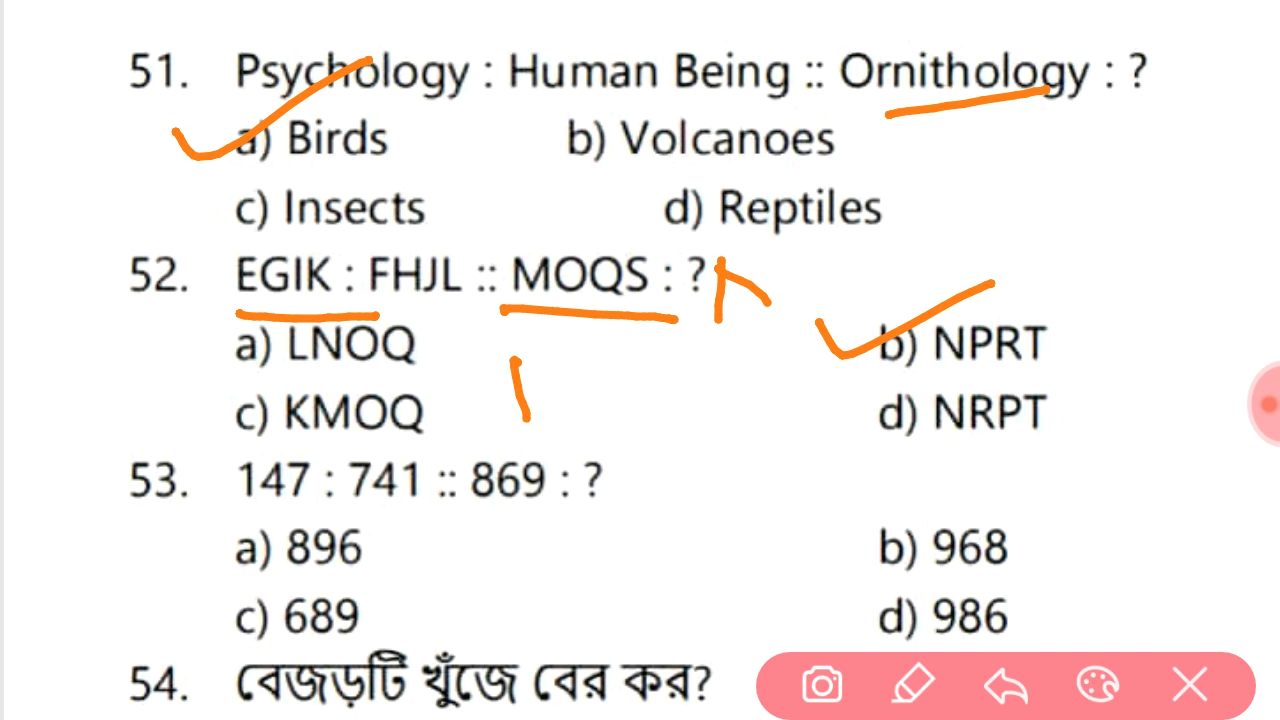 51. Psychology : Human Being :: Ornithology : ?
a) Birds b) Volcanoes
c) Insects d) Reptiles
52. EGIK : FHJL :: MOQS : ?
a) LNOQ b) NPRT
c) KMOQ d) NRPT
53. 147 : 741 :: 869 : ?
a) 896 b) 968
c) 689 d) 986
54. বেজড়টি খুঁজে বের কর?